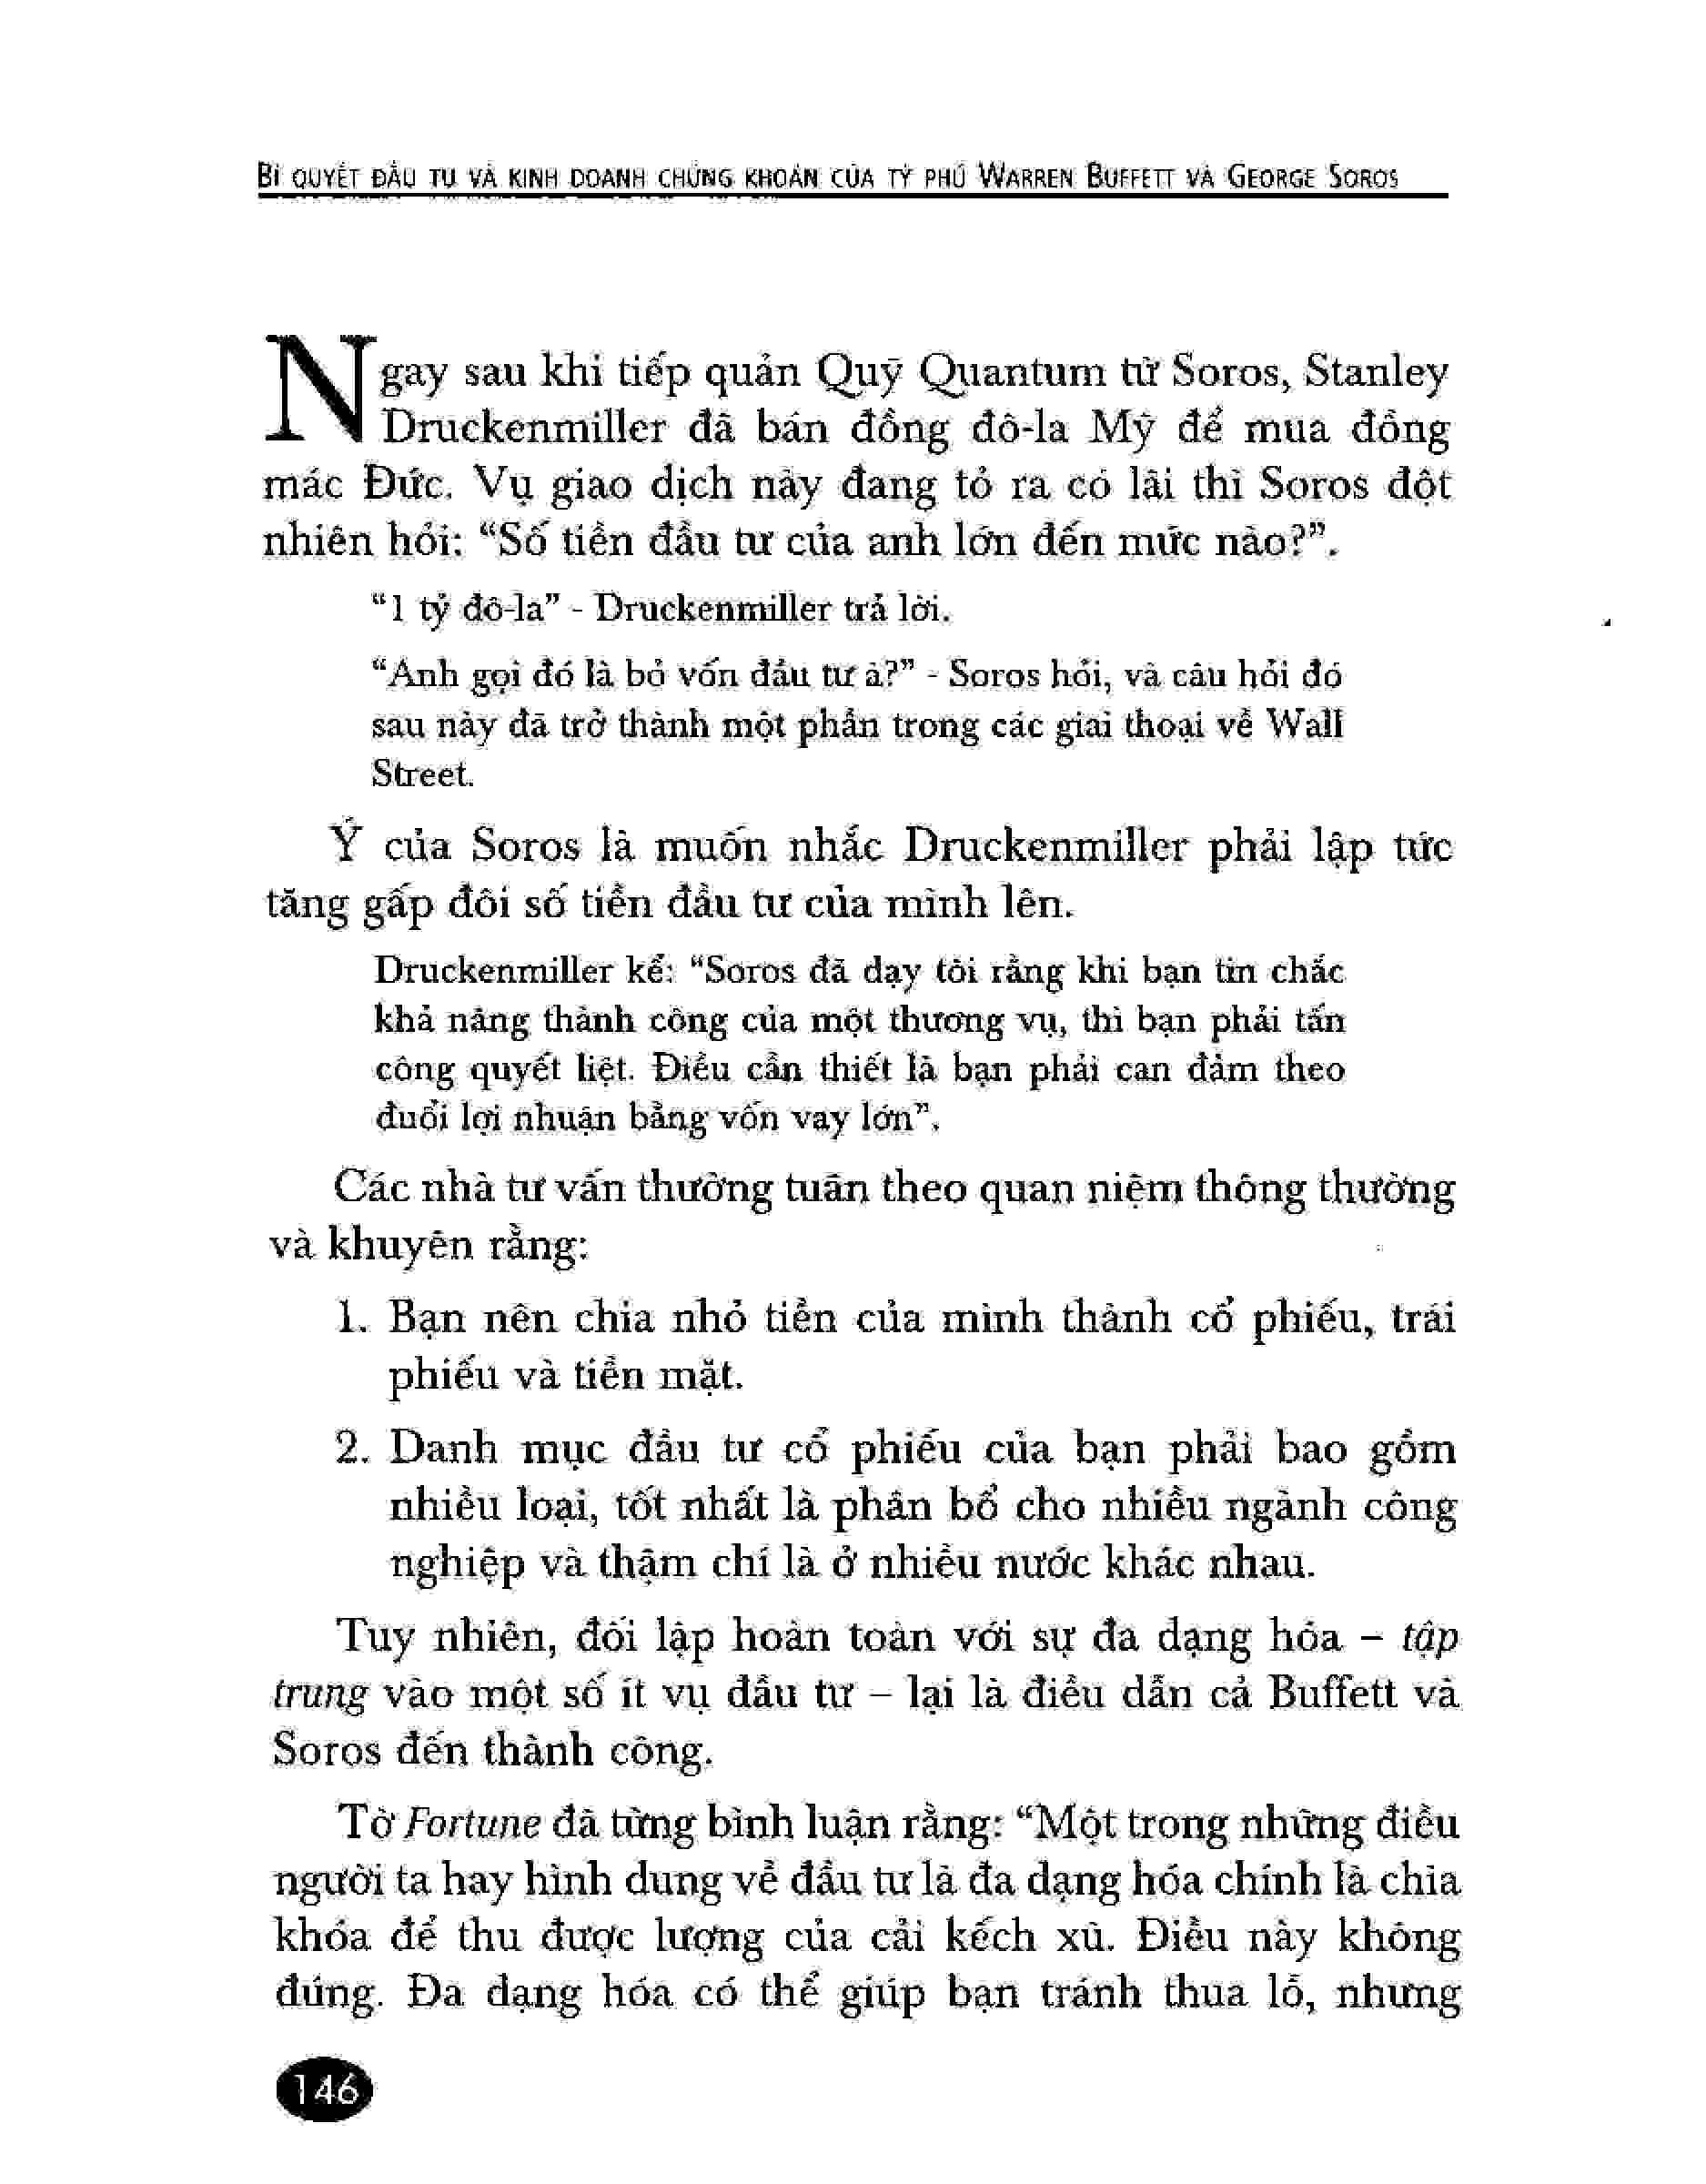 BÍ QUYẾT ĐẦU TƯ VÀ KINH DOANH CHỨNG KHOÁN CỦA TỶ PHÚ WARREN BUFFETT VÀ GEORGE SOROS
Ngay sau khi tiếp quản Quỹ Quantum từ Soros, Stanley
Druckenmiller đã bán đồng đô-la Mỹ để mua đồng
mác Đức. Vụ giao dịch này đang tỏ ra có lãi thì Soros đột
nhiên hỏi: “Số tiền đầu tư của anh lớn đến mức nào?”.
“1 tỷ đô-la” - Druckenmiller trả lời.
“Anh gọi đó là bỏ vốn đầu tư à?” - Soros hỏi, và câu hỏi đó
sau này đã trở thành một phần trong các giai thoại về Wall
Street.
Ý của Soros là muốn nhắc Druckenmiller phải lập tức
tăng gấp đôi số tiền đầu tư của mình lên.
Druckenmiller kể: “Soros đã dạy tôi rằng khi bạn tin chắc
khả năng thành công của một thương vụ, thì bạn phải tấn
công quyết liệt. Điều cần thiết là bạn phải can đảm theo
đuổi lợi nhuận bằng vốn vay lớn”.
Các nhà tư vấn thường tuân theo quan niệm thông thường
và khuyên rằng:
1. Bạn nên chia nhỏ tiền của mình thành cổ phiếu, trái
phiếu và tiền mặt.
2. Danh mục đầu tư cổ phiếu của bạn phải bao gồm
nhiều loại, tốt nhất là phân bổ cho nhiều ngành công
nghiệp và thậm chí là ở nhiều nước khác nhau.
Tuy nhiên, đối lập hoàn toàn với sự đa dạng hóa – tập
trung vào một số ít vụ đầu tư – lại là điều dẫn cả Buffett và
Soros đến thành công.
Tờ Fortune đã từng bình luận rằng: “Một trong những điều
người ta hay hình dung về đầu tư là đa dạng hóa chính là chìa
khóa để thu được lượng của cải kếch xù. Điều này không
đúng. Đa dạng hóa có thể giúp bạn tránh thua lỗ, nhưng
146